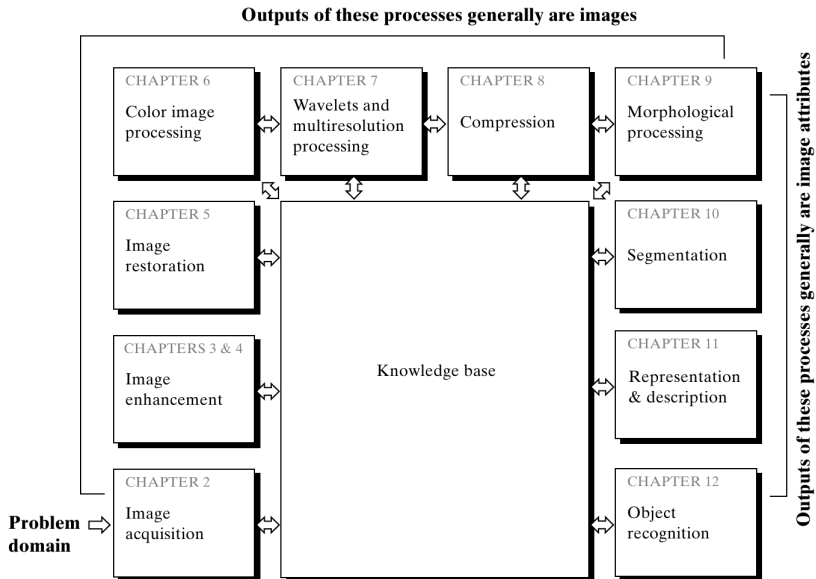 Outputs of these processes generally are images
CHAPTER 6
Color image
processing
CHAPTER 7
Wavelets and
multiresolution
processing
CHAPTER 8
Compression
CHAPTER 9
Morphological
processing
Outputs of these processes generally are image attributes
CHAPTER 5
Image
restoration
CHAPTER 10
Segmentation
CHAPTERS 3 & 4
Image
enhancement
Knowledge base
CHAPTER 11
Representation
& description
Problem
domain
CHAPTER 2
Image
acquisition
CHAPTER 12
Object
recognition